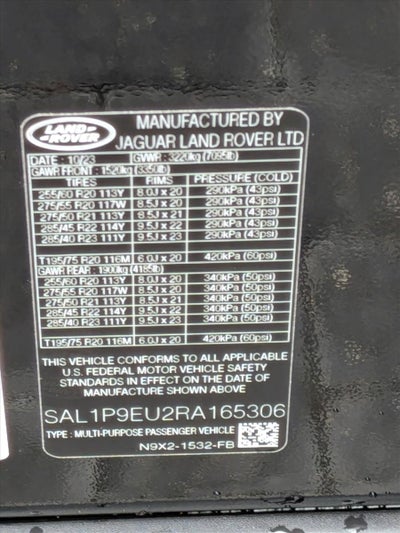 LAND-
ROVER
MANUFACTURED BY
JAGUAR LAND ROVER LTD
DATE : 10/23 GVWR : 3220kg (7099lb)
GAWR FRONT : 1520kg (3350lb)
TIRES RIMS PRESSURE (COLD)
255/60 R20 113Y 8.0J x 20 290kPa (43psi)
275/55 R20 117W 8.5J x 20 290kPa (43psi)
275/50 R21 113Y 8.5J x 21 290kPa (43psi)
285/45 R22 114Y 9.5J x 22 290kPa (43psi)
285/40 R23 111Y 9.5J x 23 290kPa (43psi)
T195/75 R20 116M 6.0J x 20 420kPa (60psi)
GAWR REAR : 1900kg (4185lb)
255/60 R20 113Y 8.0J x 20 340kPa (50psi)
275/55 R20 117W 8.5J x 20 340kPa (50psi)
275/50 R21 113Y 8.5J x 21 340kPa (50psi)
285/45 R22 114Y 9.5J x 22 340kPa (50psi)
285/40 R23 111Y 9.5J x 23 340kPa (50psi)
T195/75 R20 116M 6.0J x 20 420kPa (60psi)
THIS VEHICLE CONFORMS TO ALL APPLICABLE
U.S. FEDERAL MOTOR VEHICLE SAFETY
STANDARDS IN EFFECT ON THE DATE OF
MANUFACTURE SHOWN ABOVE
SAL1P9EU2RA165306
TYPE : MULTI-PURPOSE PASSENGER VEHICLE
N9X2-1532-FB